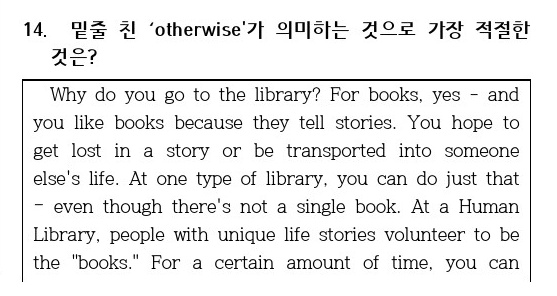 14. 밑줄 친 ‘otherwise'가 의미하는 것으로 가장 적절한
것은?
Why do you go to the library? For books, yes - and
you like books because they tell stories. You hope to
get lost in a story or be transported into someone
else's life. At one type of library, you can do just that
- even though there's not a single book. At a Human
Library, people with unique life stories volunteer to be
the "books." For a certain amount of time, you can